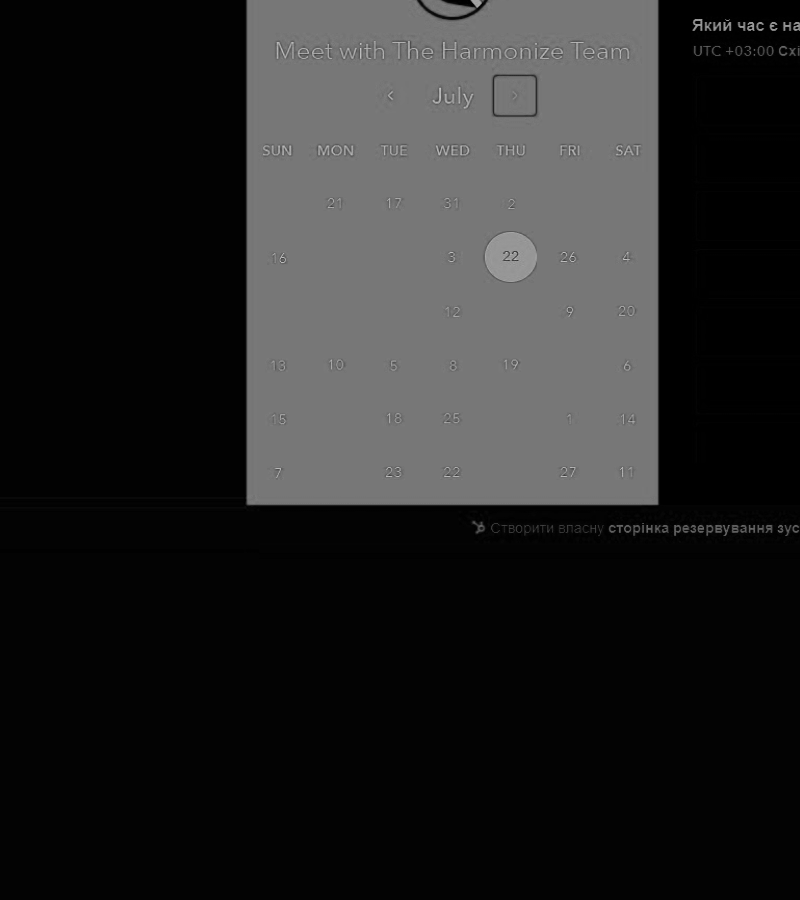 Який час є на
Meet with The Harmonize Team
UTC +03:00 Схі
July
SUN MON TUE WED THU FRI SAT
21 17 31 2
16 3 22 26 4
12 9 20
13 10 5 8 19 6
15 18 25 1 14
7 23 22 27 11
Створити власну сторінка резервування зус